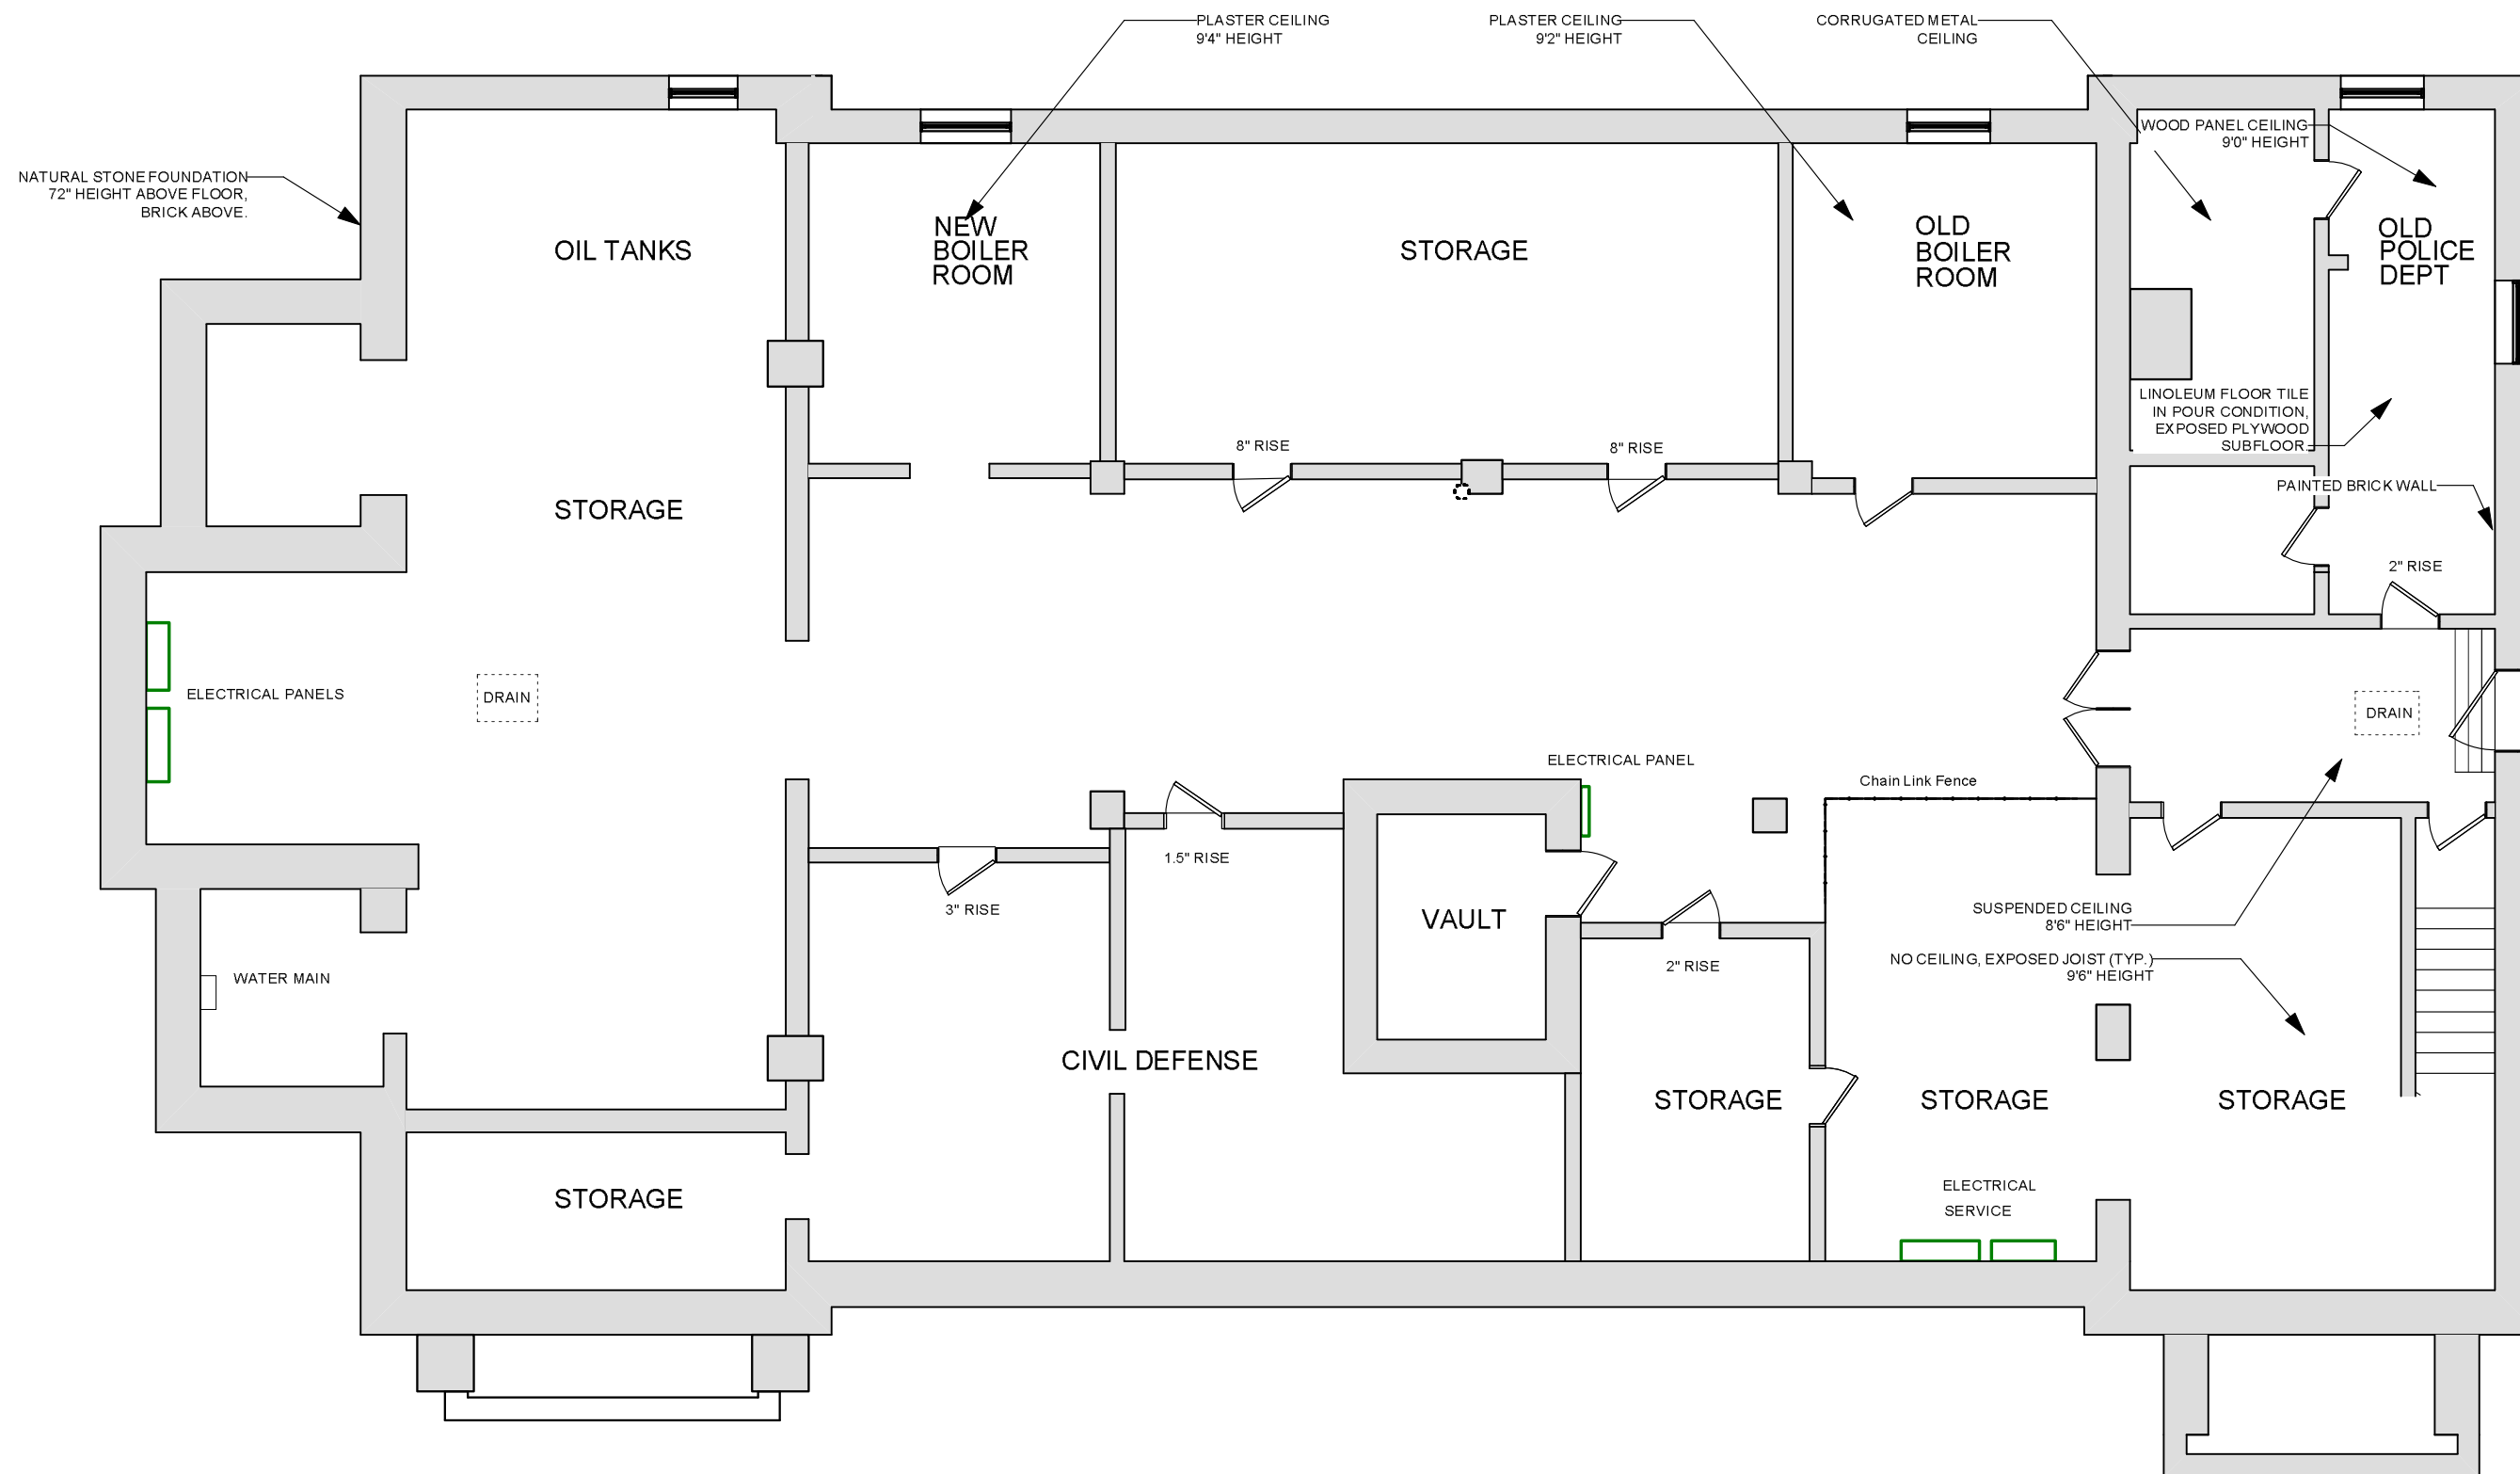 PLASTER CEILING
9'4" HEIGHT
PLASTER CEILING
9'2" HEIGHT
CORRUGATED METAL
CEILING
WOOD PANEL CEILING
9'0" HEIGHT
NATURAL STONE FOUNDATION
72" HEIGHT ABOVE FLOOR,
BRICK ABOVE.
OIL TANKS
NEW
BOILER
ROOM
STORAGE
OLD
BOILER
ROOM
OLD
POLICE
DEPT
LINOLEUM FLOOR TILE
IN POUR CONDITION,
EXPOSED PLYWOOD
SUBFLOOR.
8" RISE
8" RISE
PAINTED BRICK WALL
STORAGE
2" RISE
ELECTRICAL PANELS
DRAIN
DRAIN
ELECTRICAL PANEL
Chain Link Fence
1.5" RISE
3" RISE
VAULT
SUSPENDED CEILING
8'6" HEIGHT
2" RISE
NO CEILING, EXPOSED JOIST (TYP.)
9'6" HEIGHT
WATER MAIN
CIVIL DEFENSE
STORAGE
STORAGE
STORAGE
STORAGE
ELECTRICAL
SERVICE